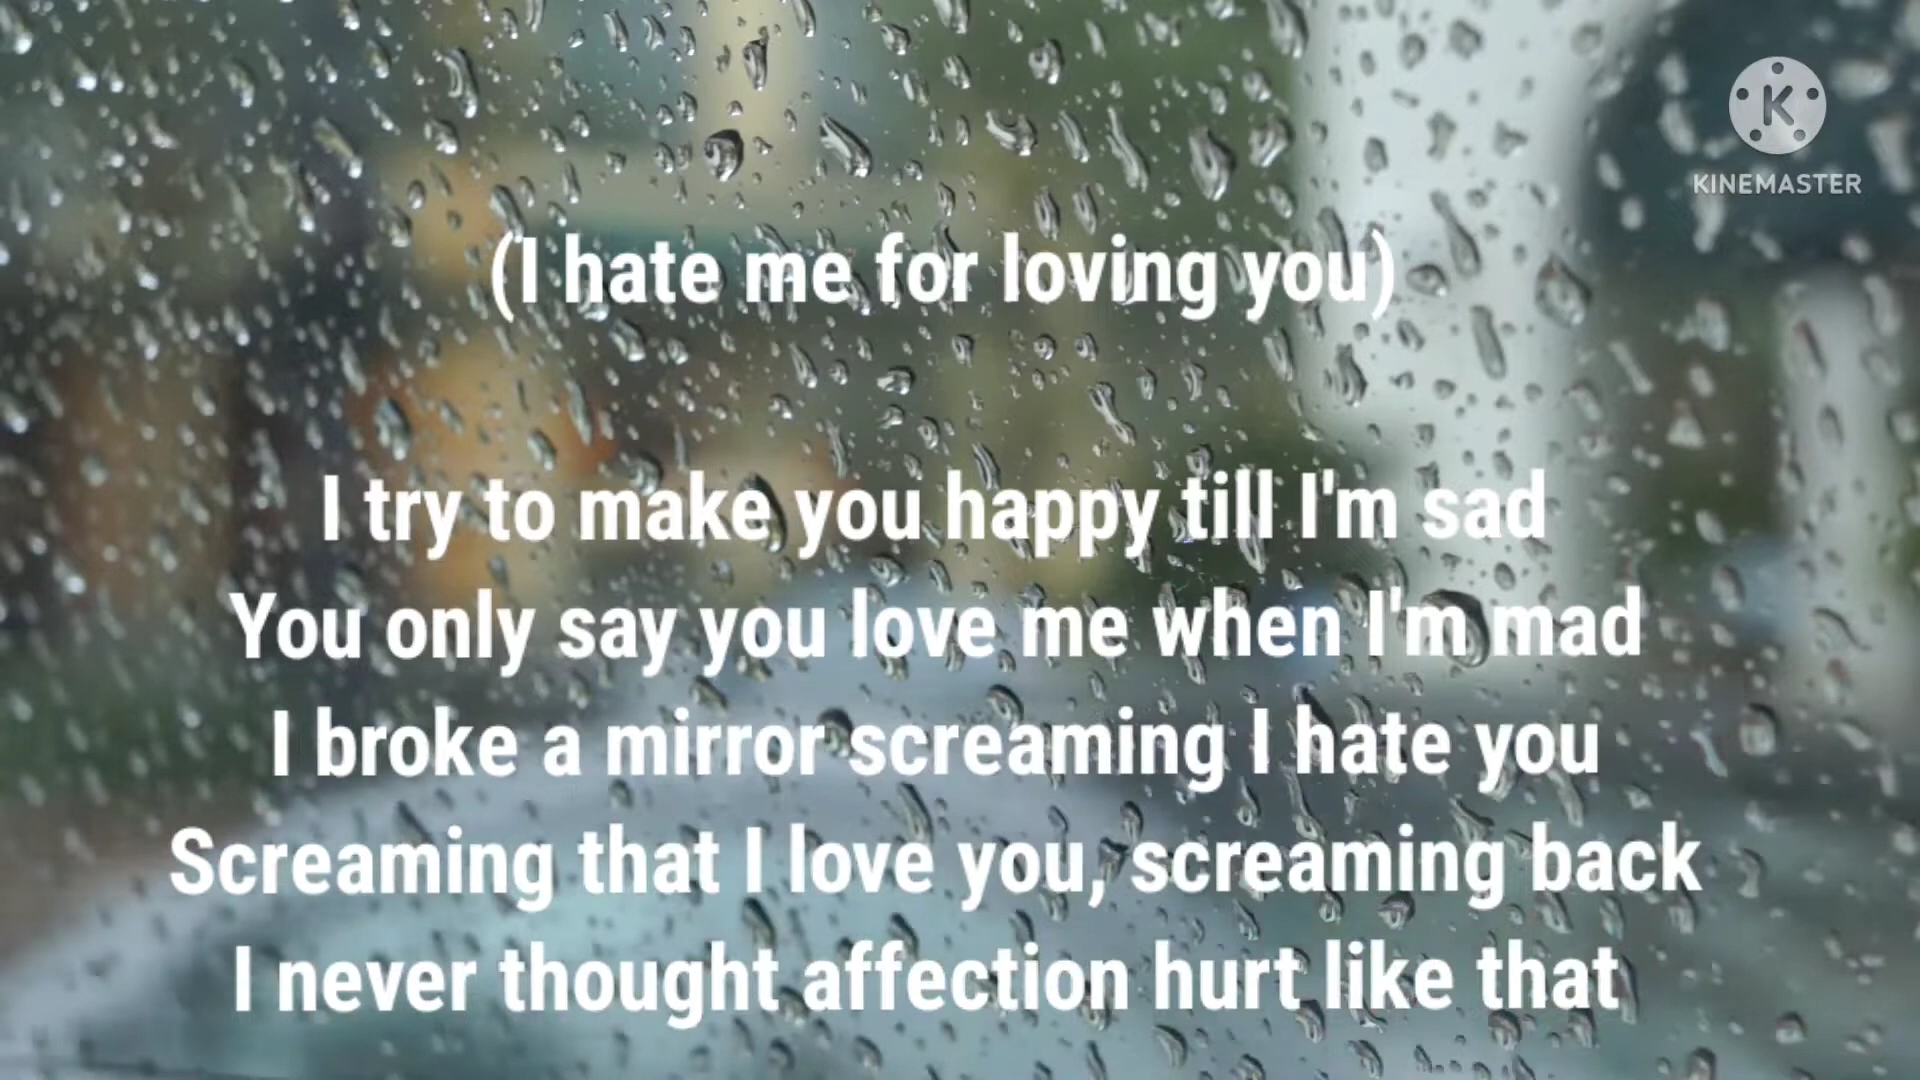 K
KINEMASTER
(I hate me for loving you)
I try to make you happy till I'm sad
You only say you love me when I'm mad
I broke a mirror screaming I hate you
Screaming that I love you, screaming back
I never thought affection hurt like that